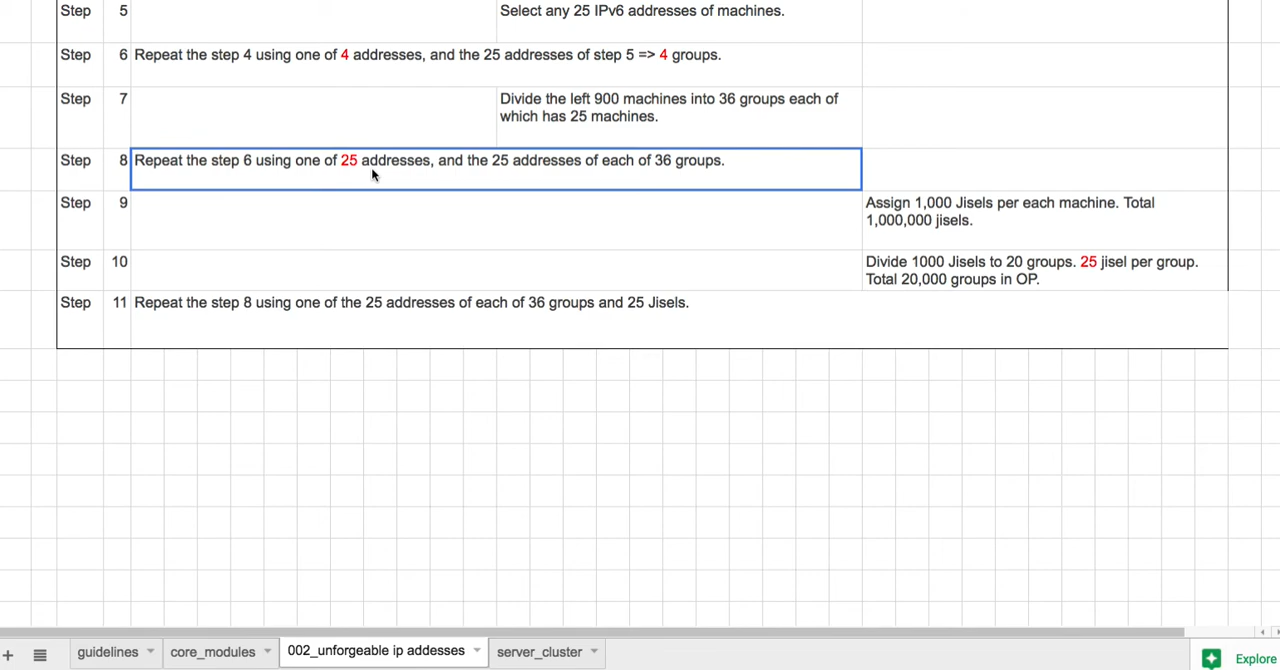 Step 5 Select any 25 IPv6 addresses of machines.
Step 6 Repeat the step 4 using one of 4 addresses, and the 25 addresses of step 5 => 4 groups.
Step 7 Divide the left 900 machines into 36 groups each of
which has 25 machines.
Step 8 Repeat the step 6 using one of 25 addresses, and the 25 addresses of each of 36 groups.
Step 9 Assign 1,000 Jisels per each machine. Total
1,000,000 jisels.
Step 10 Divide 1000 Jisels to 20 groups. 25 jisel per group.
Total 20,000 groups in OP.
Step 11 Repeat the step 8 using one of the 25 addresses of each of 36 groups and 25 Jisels.
guidelines core_modules 002_unforgeable ip addesses server_cluster Explore